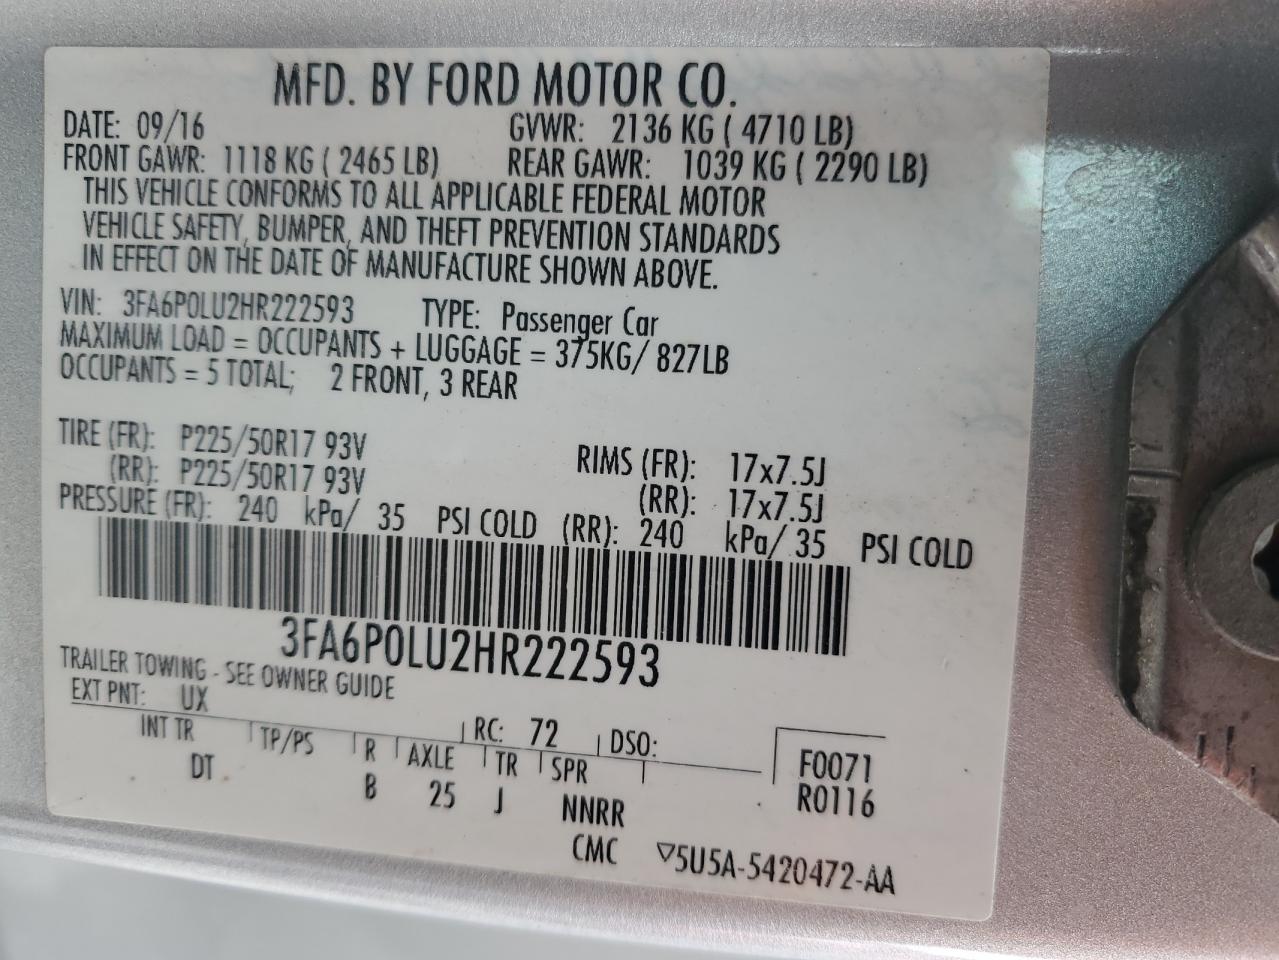 MFD. BY FORD MOTOR CO.
DATE: 09/16 GVWR: 2136 KG ( 4710 LB)
FRONT GAWR: 1118 KG ( 2465 LB) REAR GAWR: 1039 KG ( 2290 LB)
THIS VEHICLE CONFORMS TO ALL APPLICABLE FEDERAL MOTOR
VEHICLE SAFETY, BUMPER, AND THEFT PREVENTION STANDARDS
IN EFFECT ON THE DATE OF MANUFACTURE SHOWN ABOVE.
VIN: 3FA6P0LU2HR222593 TYPE: Passenger Car
MAXIMUM LOAD = OCCUPANTS + LUGGAGE = 375KG/ 827LB
OCCUPANTS = 5 TOTAL; 2 FRONT, 3 REAR
TIRE (FR): P225/50R17 93V RIMS (FR): 17x7.5J
(RR): P225/50R17 93V (RR): 17x7.5J
PRESSURE (FR): 240 kPa/ 35 PSI COLD (RR): 240 kPa/ 35 PSI COLD
3FA6P0LU2HR222593
TRAILER TOWING - SEE OWNER GUIDE
EXT PNT: UX RC: 72 DSO:
INT TR TP/PS R AXLE TR SPR F0071
DT B 25 J NNRR R0116
CMC ▽5U5A-5420472-AA